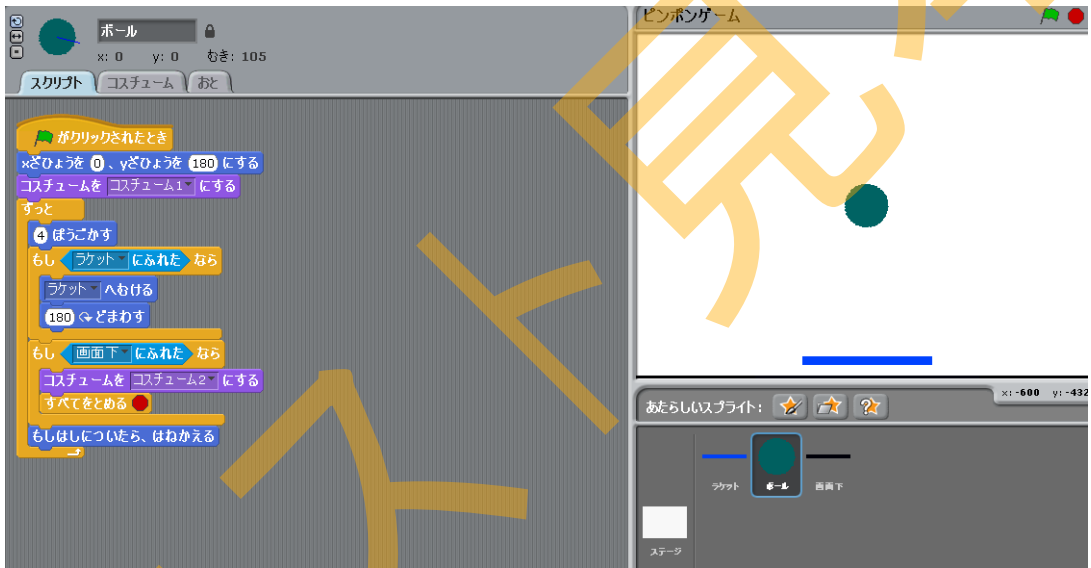 ボール
x: 0 y: 0 むき: 105
スクリプト コスチューム おと
がクリックされたとき
xざひょうを 0 、yざひょうを 180 にする
コスチュームを コスチューム1 にする
ずっと
4 ほうごかす
もし ラケット にふれた なら
ラケット へむける
180 どまわす
もし 画面下 にふれた なら
コスチュームを コスチューム2 にする
すべてをとめる
もしはしについたら、はねかえる
ピンポンゲーム
x: -600 y: -432
あたらしいスプライト:
ラケット ボール 画面下
ステージ